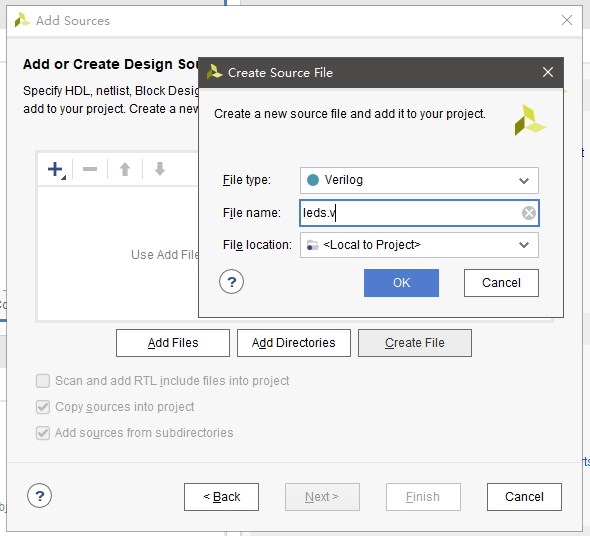 Add Sources
Add or Create Design Sou
Specify HDL, netlist, Block Desig
add to your project. Create a new
Create Source File
Create a new source file and add it to your project.
File type:
Verilog
File name:
leds.v
File location:
<Local to Project>
?
OK
Cancel
Use Add File
Add Files
Add Directories
Create File
Scan and add RTL include files into project
Copy sources into project
Add sources from subdirectories
?
< Back
Next >
Finish
Cancel